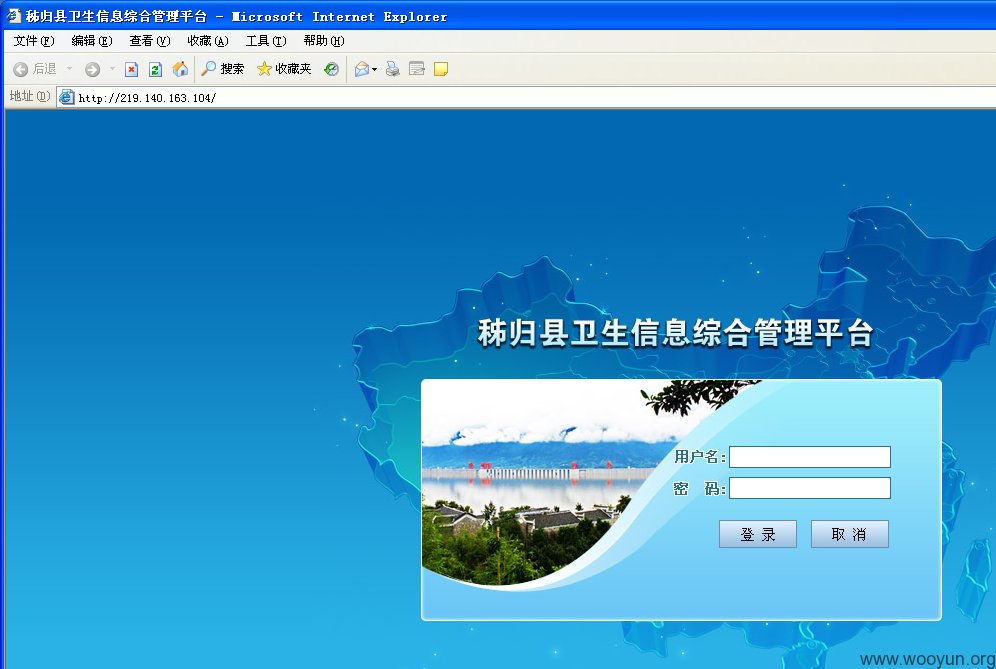 秭归县卫生信息综合管理平台 - Microsoft Internet Explorer
文件(F) 编辑(E) 查看(V) 收藏(A) 工具(T) 帮助(H)
后退 搜索 收藏夹
地址(D) http://219.140.163.104/
秭归县卫生信息综合管理平台
用户名:
密 码:
登 录 取 消
www.wooyun.org